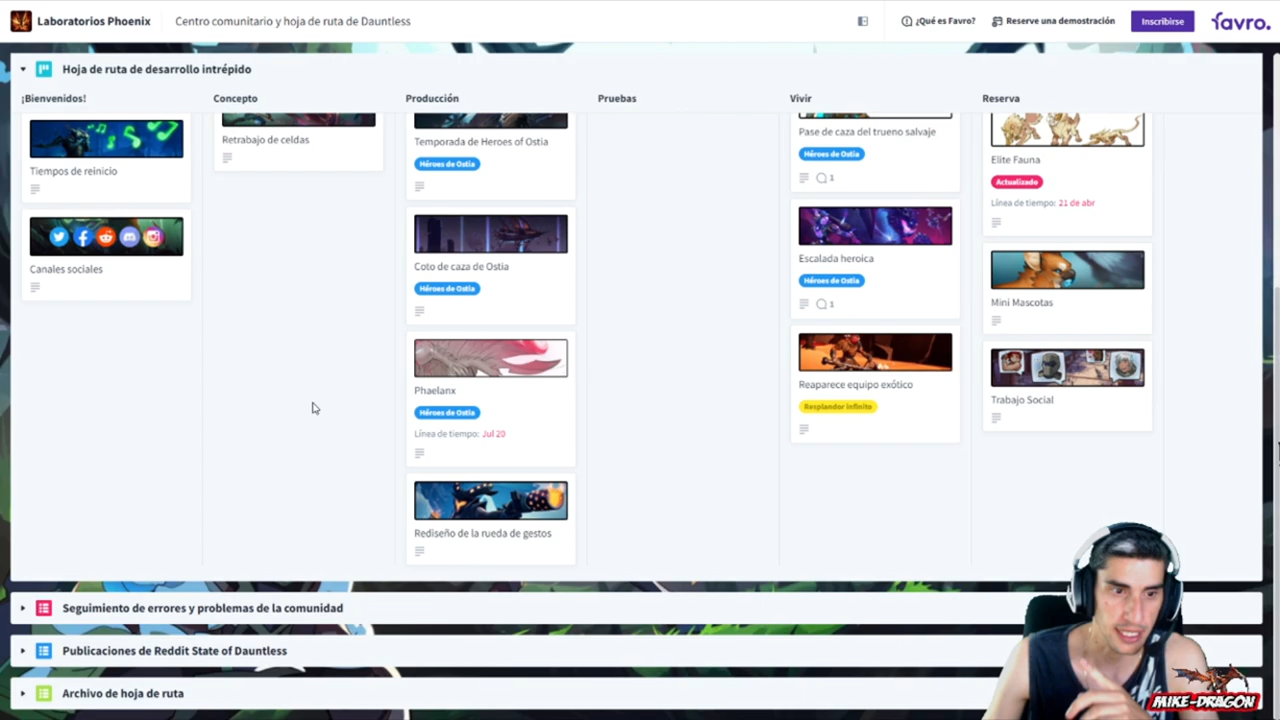 Laboratorios Phoenix
Centro comunitario y hoja de ruta de Dauntless
¿Qué es Favro?
Reserve una demostración
Inscribirse
favro.
Hoja de ruta de desarrollo intrépido
¡Bienvenidos!
Concepto
Producción
Pruebas
Vivir
Reserva
Tiempos de reinicio
Canales sociales
Retrabajo de celdas
Temporada de Heroes of Ostia
Héroes de Ostia
Coto de caza de Ostia
Héroes de Ostia
Phaelanx
Héroes de Ostia
Línea de tiempo: Jul 20
Rediseño de la rueda de gestos
Pase de caza del trueno salvaje
Héroes de Ostia
1
Escalada heroica
Héroes de Ostia
1
Reaparece equipo exótico
Resplandor infinito
Elite Fauna
Actualizado
Línea de tiempo: 21 de abr
Mini Mascotas
Trabajo Social
Seguimiento de errores y problemas de la comunidad
Publicaciones de Reddit State of Dauntless
Archivo de hoja de ruta
MIKE-DRAGON